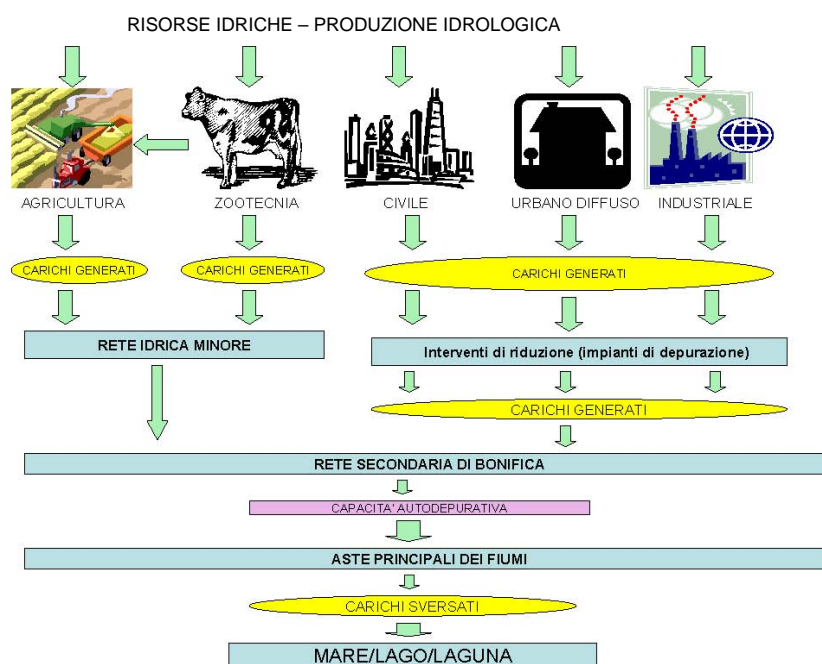 RISORSE IDRICHE – PRODUZIONE IDROLOGICA
AGRICULTURA
ZOOTECNIA
CIVILE
URBANO DIFFUSO
INDUSTRIALE
CARICHI GENERATI
CARICHI GENERATI
CARICHI GENERATI
RETE IDRICA MINORE
Interventi di riduzione (impianti di depurazione)
CARICHI GENERATI
RETE SECONDARIA DI BONIFICA
CAPACITA' AUTODEPURATIVA
ASTE PRINCIPALI DEI FIUMI
CARICHI SVERSATI
MARE/LAGO/LAGUNA